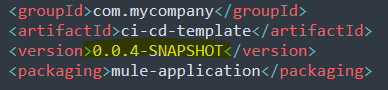 <groupId>com.mycompany</groupId>
<artifactId>ci-cd-template</artifactId>
<version>0.0.4-SNAPSHOT</version>
<packaging>mule-application</packaging>